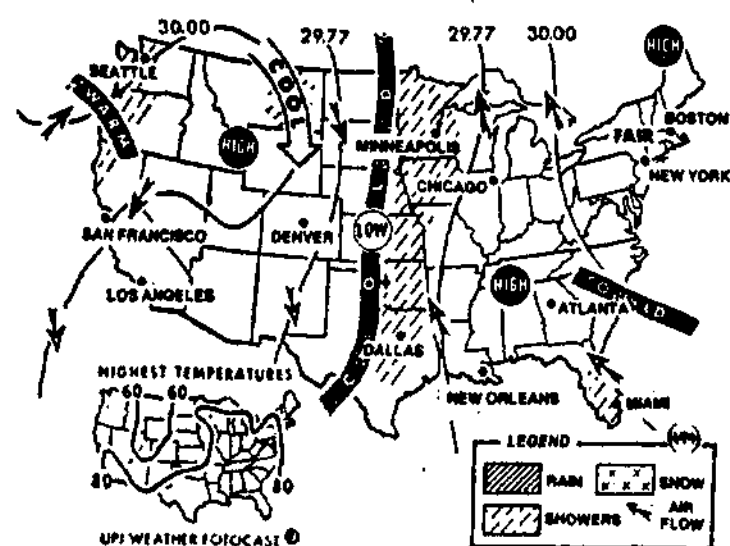 30.00
29.77
29.77
30.00
HIGH
SEATTLE
COOL
WARM
BOSTON
MINNEAPOLIS
FAIR
HIGH
NEW YORK
CHICAGO
SAN FRANCISCO
DENVER
LOW
LOS ANGELES
HIGH
ATLANTA
COLD
DALLAS
HIGHEST TEMPERATURES
NEW ORLEANS
MIAMI
60
60
LEGEND
80
80
RAIN
SNOW
SHOWERS
AIR
FLOW
UPI WEATHER FOTOCAST